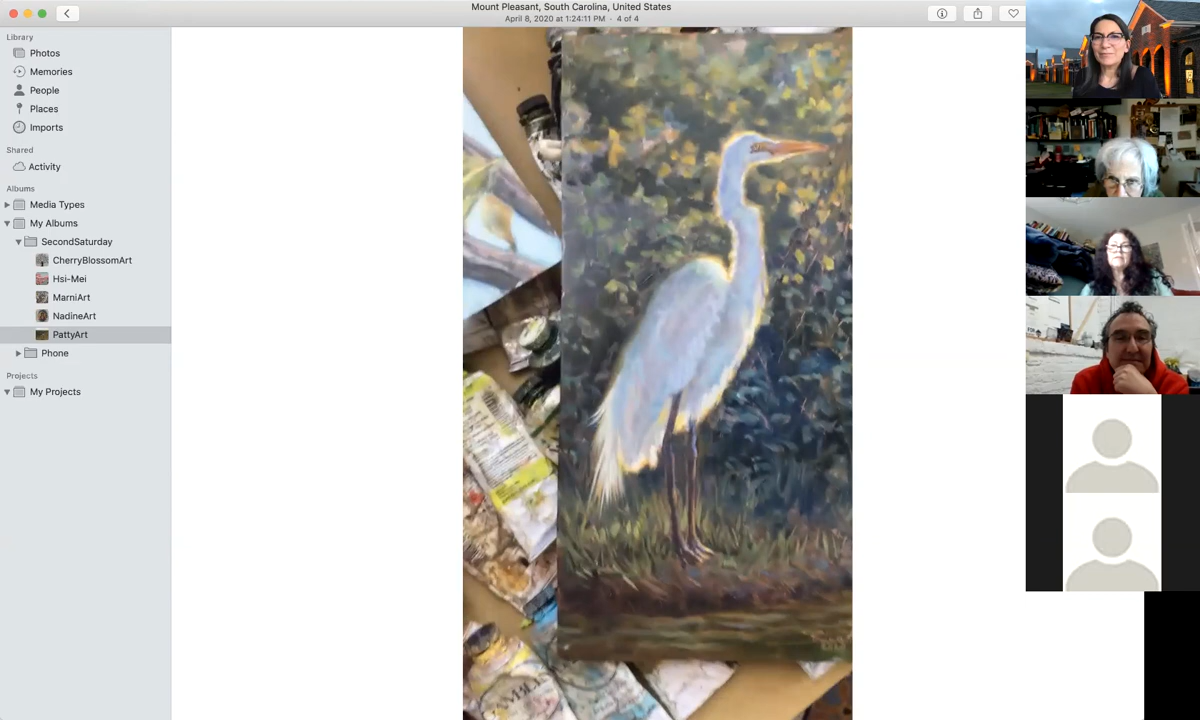 Mount Pleasant, South Carolina, United States
April 8, 2020 at 1:24:11 PM · 4 of 4
Library
Photos
Memories
People
Places
Imports
Shared
Activity
Albums
Media Types
My Albums
SecondSaturday
CherryBlossomArt
Hsi-Mei
MarniArt
NadineArt
PattyArt
Phone
Projects
My Projects